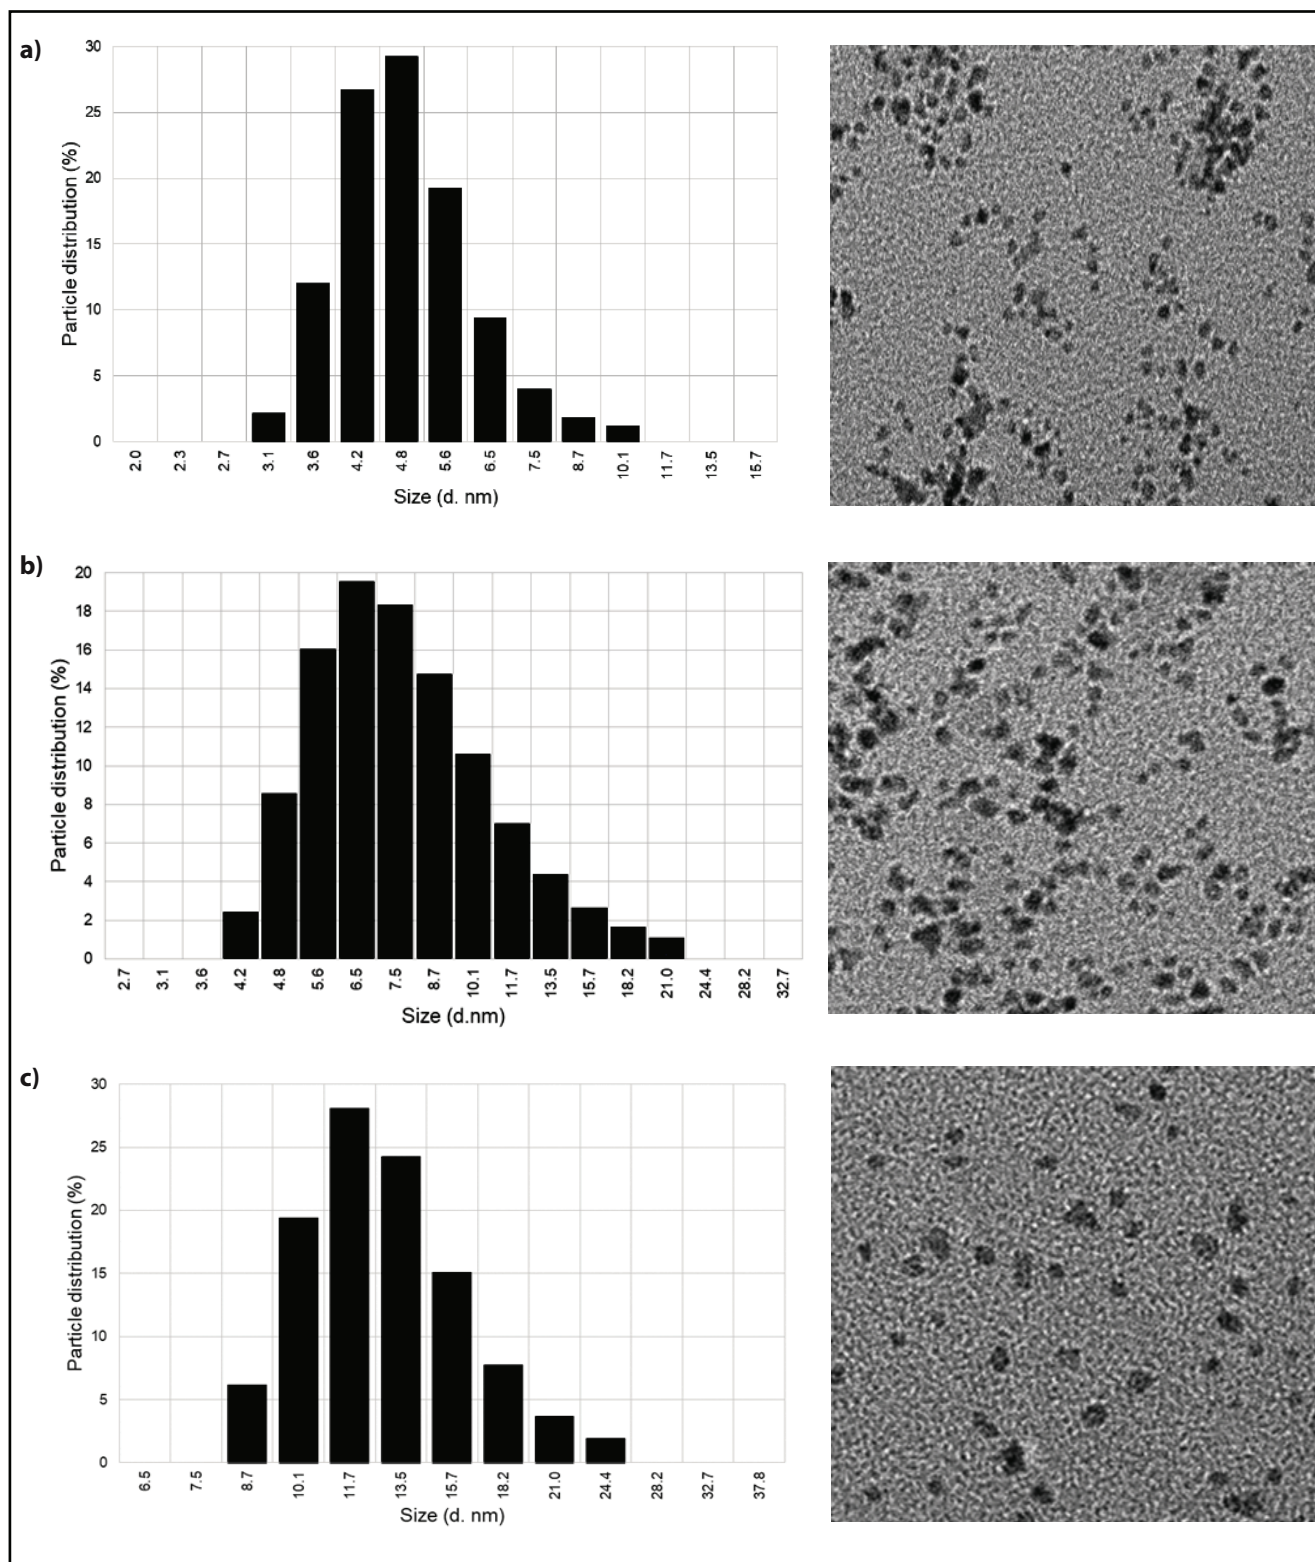 a)
30
25
20
15
10
5
0
Particle distribution (%)
2.0 2.3 2.7 3.1 3.6 4.2 4.8 5.6 6.5 7.5 8.7 10.1 11.7 13.5 15.7
Size (d. nm)
b)
20
18
16
14
12
10
8
6
4
2
0
Particle distribution (%)
2.7 3.1 3.6 4.2 4.8 5.6 6.5 7.5 8.7 10.1 11.7 13.5 15.7 18.2 21.0 24.4 28.2 32.7
Size (d.nm)
c)
30
25
20
15
10
5
0
Particle distribution (%)
6.5 7.5 8.7 10.1 11.7 13.5 15.7 18.2 21.0 24.4 28.2 32.7 37.8
Size (d. nm)